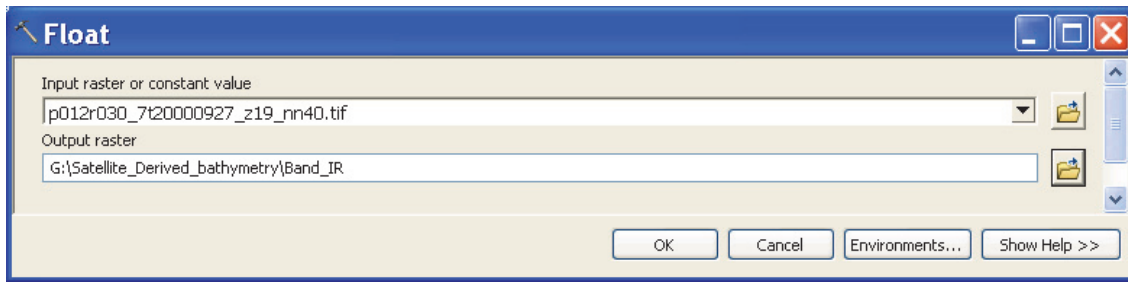 Float
Input raster or constant value
p012r030_7t20000927_z19_nn40.tif
Output raster
G:\Satellite_Derived_bathymetry\Band_IR
OK Cancel Environments... Show Help >>